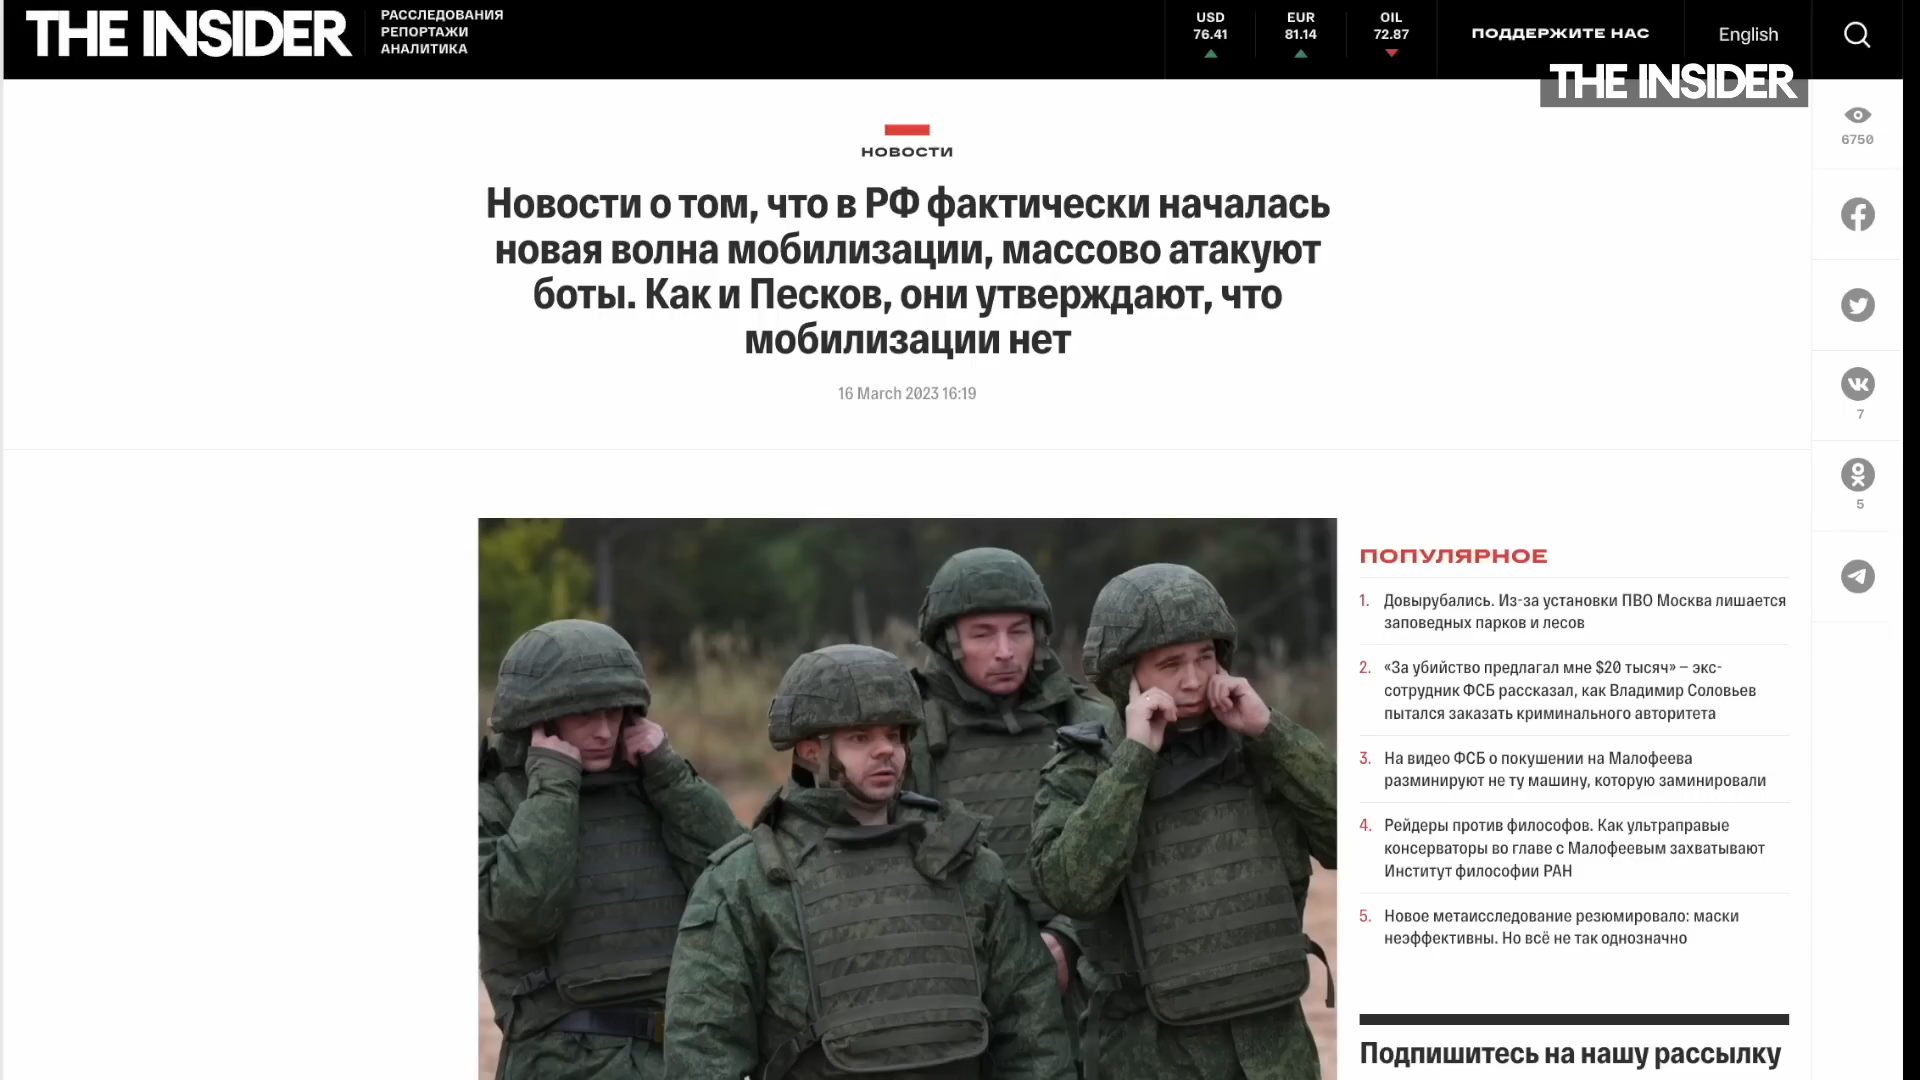 THE INSIDER
РАССЛЕДОВАНИЯ
РЕПОРТАЖИ
АНАЛИТИКА
USD
76.41
EUR
81.14
OIL
72.87
ПОДДЕРЖИТЕ НАС
English
THE INSIDER
6750
НОВОСТИ
Новости о том, что в РФ фактически началась
новая волна мобилизации, массово атакуют
боты. Как и Песков, они утверждают, что
мобилизации нет
16 March 2023 16:19
7
5
ПОПУЛЯРНОЕ
1. Довырубались. Из-за установки ПВО Москва лишается
заповедных парков и лесов
2. «За убийство предлагал мне $20 тысяч» – экс-
сотрудник ФСБ рассказал, как Владимир Соловьев
пытался заказать криминального авторитета
3. На видео ФСБ о покушении на Малофеева
разминируют не ту машину, которую заминировали
4. Рейдеры против философов. Как ультраправые
консерваторы во главе с Малофеевым захватывают
Институт философии РАН
5. Новое метаисследование резюмировало: маски
неэффективны. Но всё не так однозначно
Подпишитесь на нашу рассылку